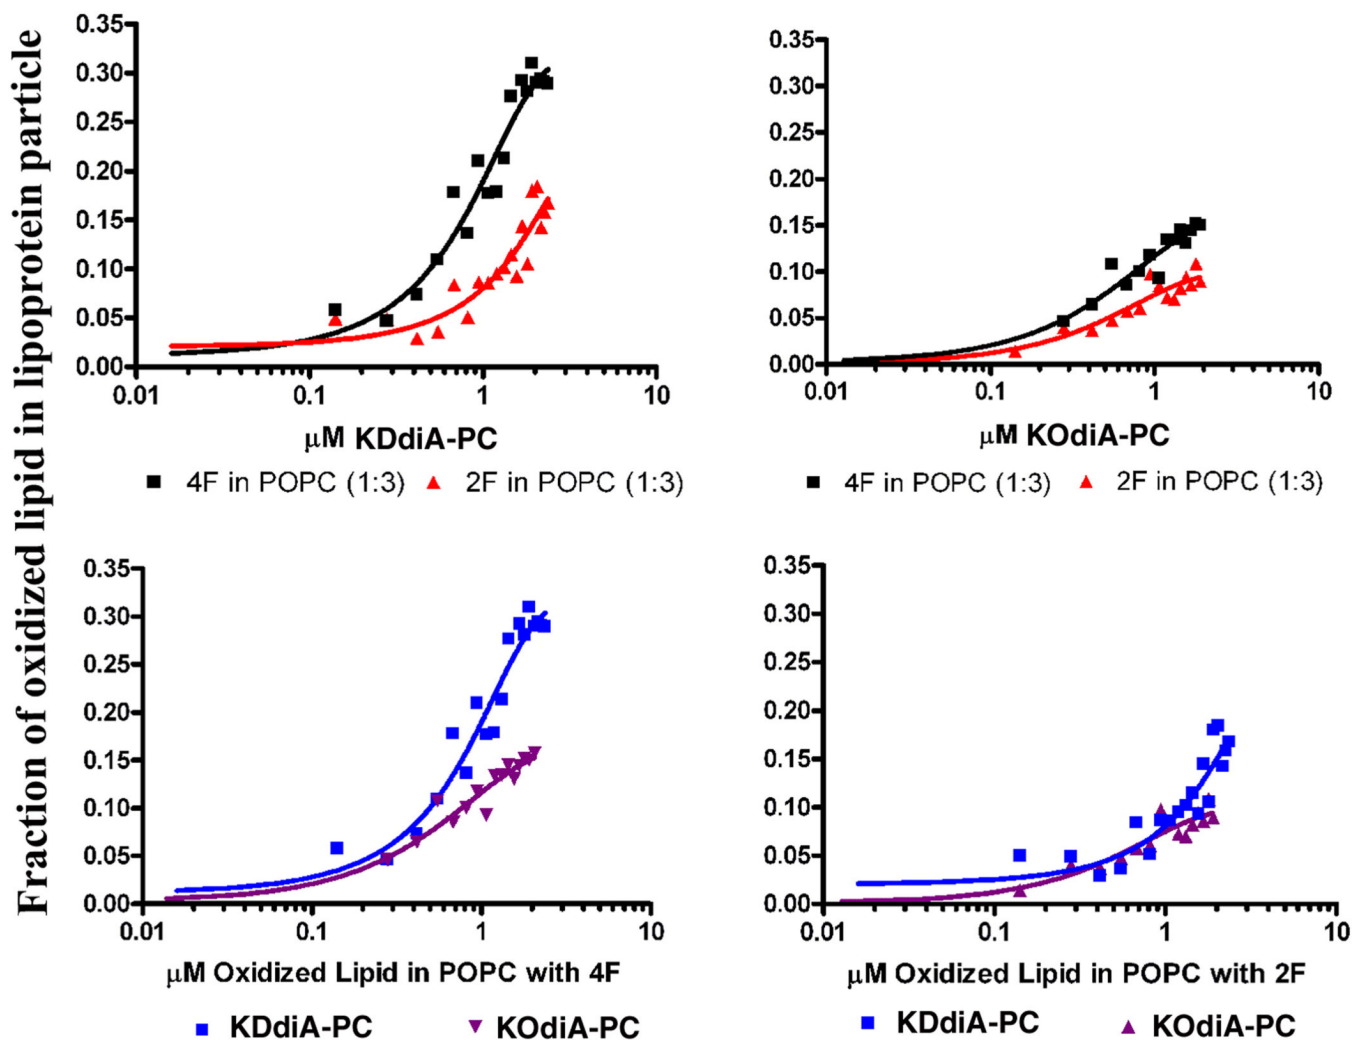 Fraction of oxidized lipid in lipoprotein particle
0.35
0.30
0.25
0.20
0.15
0.10
0.05
0.00
0.01 0.1 1 10
μM KDdiA-PC
4F in POPC (1:3) 2F in POPC (1:3)
0.35
0.30
0.25
0.20
0.15
0.10
0.05
0.00
0.01 0.1 1 10
μM KOdiA-PC
4F in POPC (1:3) 2F in POPC (1:3)
0.35
0.30
0.25
0.20
0.15
0.10
0.05
0.00
0.01 0.1 1 10
μM Oxidized Lipid in POPC with 4F
KDdiA-PC KOdiA-PC
0.35
0.30
0.25
0.20
0.15
0.10
0.05
0.00
0.01 0.1 1 10
μM Oxidized Lipid in POPC with 2F
KDdiA-PC KOdiA-PC